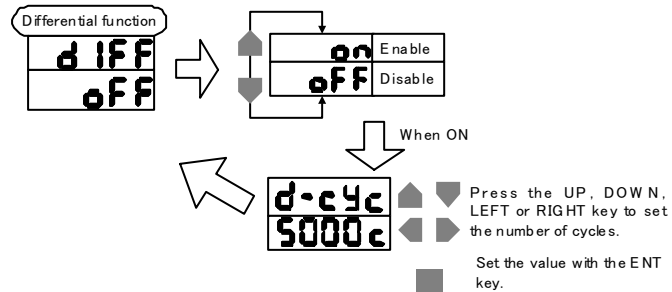 Differential function
dIFF
oFF
on Enable
oFF Disable
When ON
d-cyc
5000c
Press the UP, DOWN,
LEFT or RIGHT key to set
the number of cycles.
Set the value with the ENT
key.